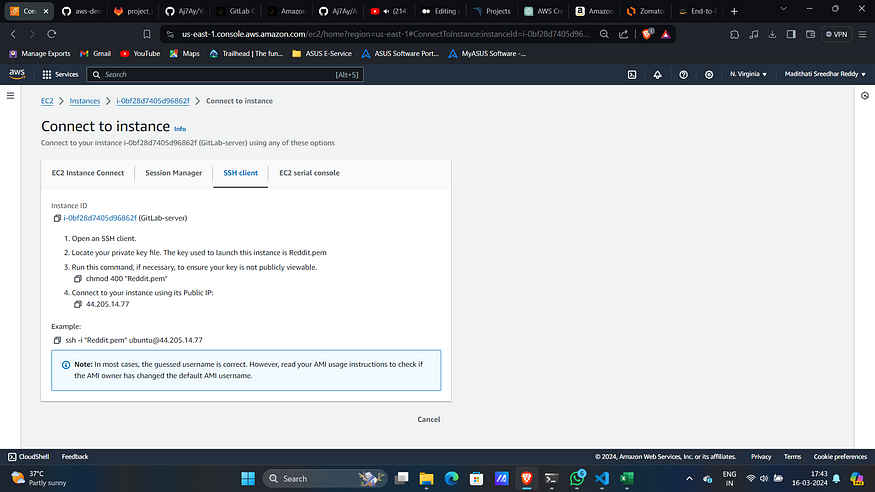 Con
aws-dev
project_
Aj7Ay/Y
GitLab C
Amazon
Aj7Ay/A
(214
Editing
Projects
AWS Cre
Amazon
Zomato
End-to-E
us-east-1.console.aws.amazon.com/ec2/home?region=us-east-1#ConnectToInstance:instanceId=i-0bf28d7405d96...
VPN
Manage Exports
Gmail
YouTube
Maps
Trailhead | The fun...
ASUS E-Service
ASUS Software Port...
MyASUS Software -...
aws
Services
Search
[Alt+S]
N. Virginia
Madithati Sreedhar Reddy
EC2
Instances
i-0bf28d7405d96862f
Connect to instance
Connect to instance Info
Connect to your instance i-0bf28d7405d96862f (GitLab-server) using any of these options
EC2 Instance Connect
Session Manager
SSH client
EC2 serial console
Instance ID
i-0bf28d7405d96862f (GitLab-server)
1. Open an SSH client.
2. Locate your private key file. The key used to launch this instance is Reddit.pem
3. Run this command, if necessary, to ensure your key is not publicly viewable.
chmod 400 "Reddit.pem"
4. Connect to your instance using its Public IP:
44.205.14.77
Example:
ssh -i "Reddit.pem" ubuntu@44.205.14.77
Note: In most cases, the guessed username is correct. However, read your AMI usage instructions to check if
the AMI owner has changed the default AMI username.
Cancel
CloudShell
Feedback
© 2024, Amazon Web Services, Inc. or its affiliates.
Privacy
Terms
Cookie preferences
37°C
Partly sunny
Search
ENG
IN
17:43
16-03-2024